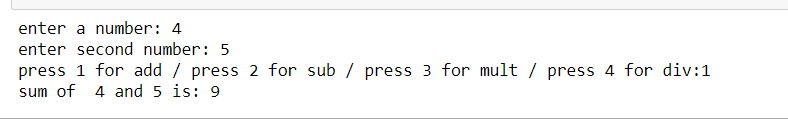 enter a number: 4
enter second number: 5
press 1 for add / press 2 for sub / press 3 for mult / press 4 for div:1
sum of  4 and 5 is: 9